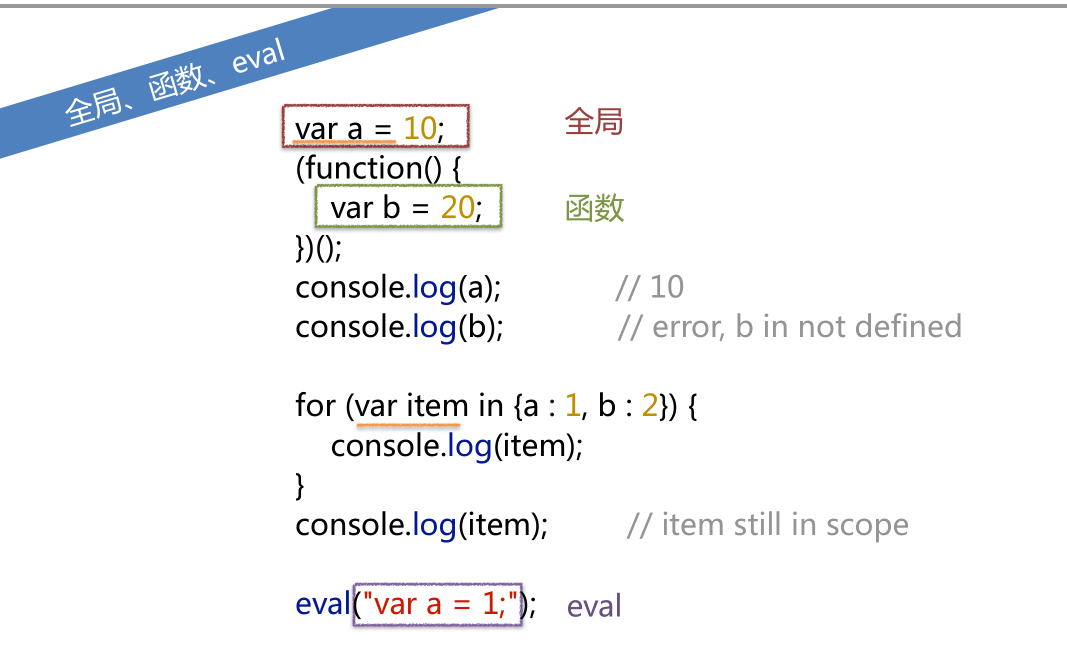 全局、函数、eval
var a = 10; 全局
(function() {
var b = 20; 函数
})();
console.log(a); // 10
console.log(b); // error, b in not defined
for (var item in {a : 1, b : 2}) {
console.log(item);
}
console.log(item); // item still in scope
eval("var a = 1;"); eval